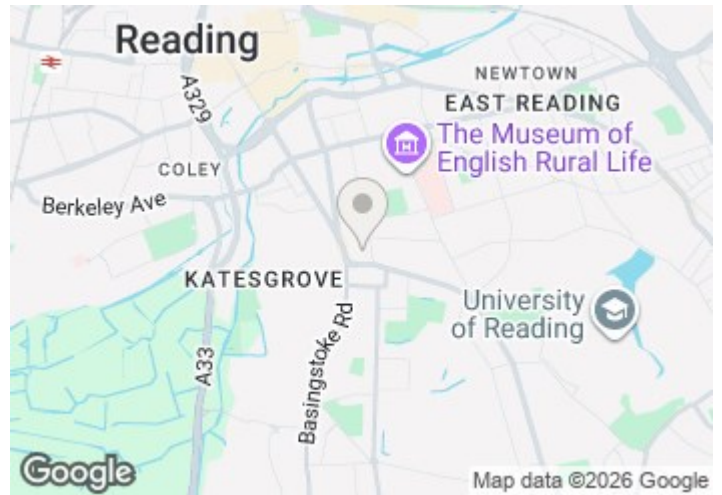 Reading
A329
NEWTOWN
EAST READING
The Museum of
English Rural Life
COLEY
Berkeley Ave
KATESGROVE
University
of Reading
Basingstoke Rd
A33
Google
Map data ©2026 Google